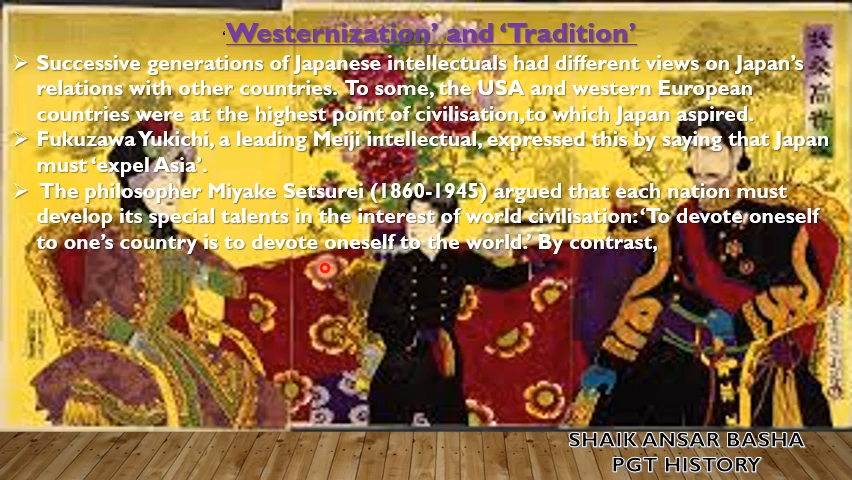 ‘Westernization’ and ‘Tradition’
➢ Successive generations of Japanese intellectuals had different views on Japan’s
relations with other countries. To some, the USA and western European
countries were at the highest point of civilisation,to which Japan aspired.
➢ Fukuzawa Yukichi, a leading Meiji intellectual, expressed this by saying that Japan
must ‘expel Asia’.
➢ The philosopher Miyake Setsurei (1860-1945) argued that each nation must
develop its special talents in the interest of world civilisation: ‘To devote oneself
to one’s country is to devote oneself to the world.’ By contrast,
扶桑高貴
SHAIK ANSAR BASHA
PGT HISTORY